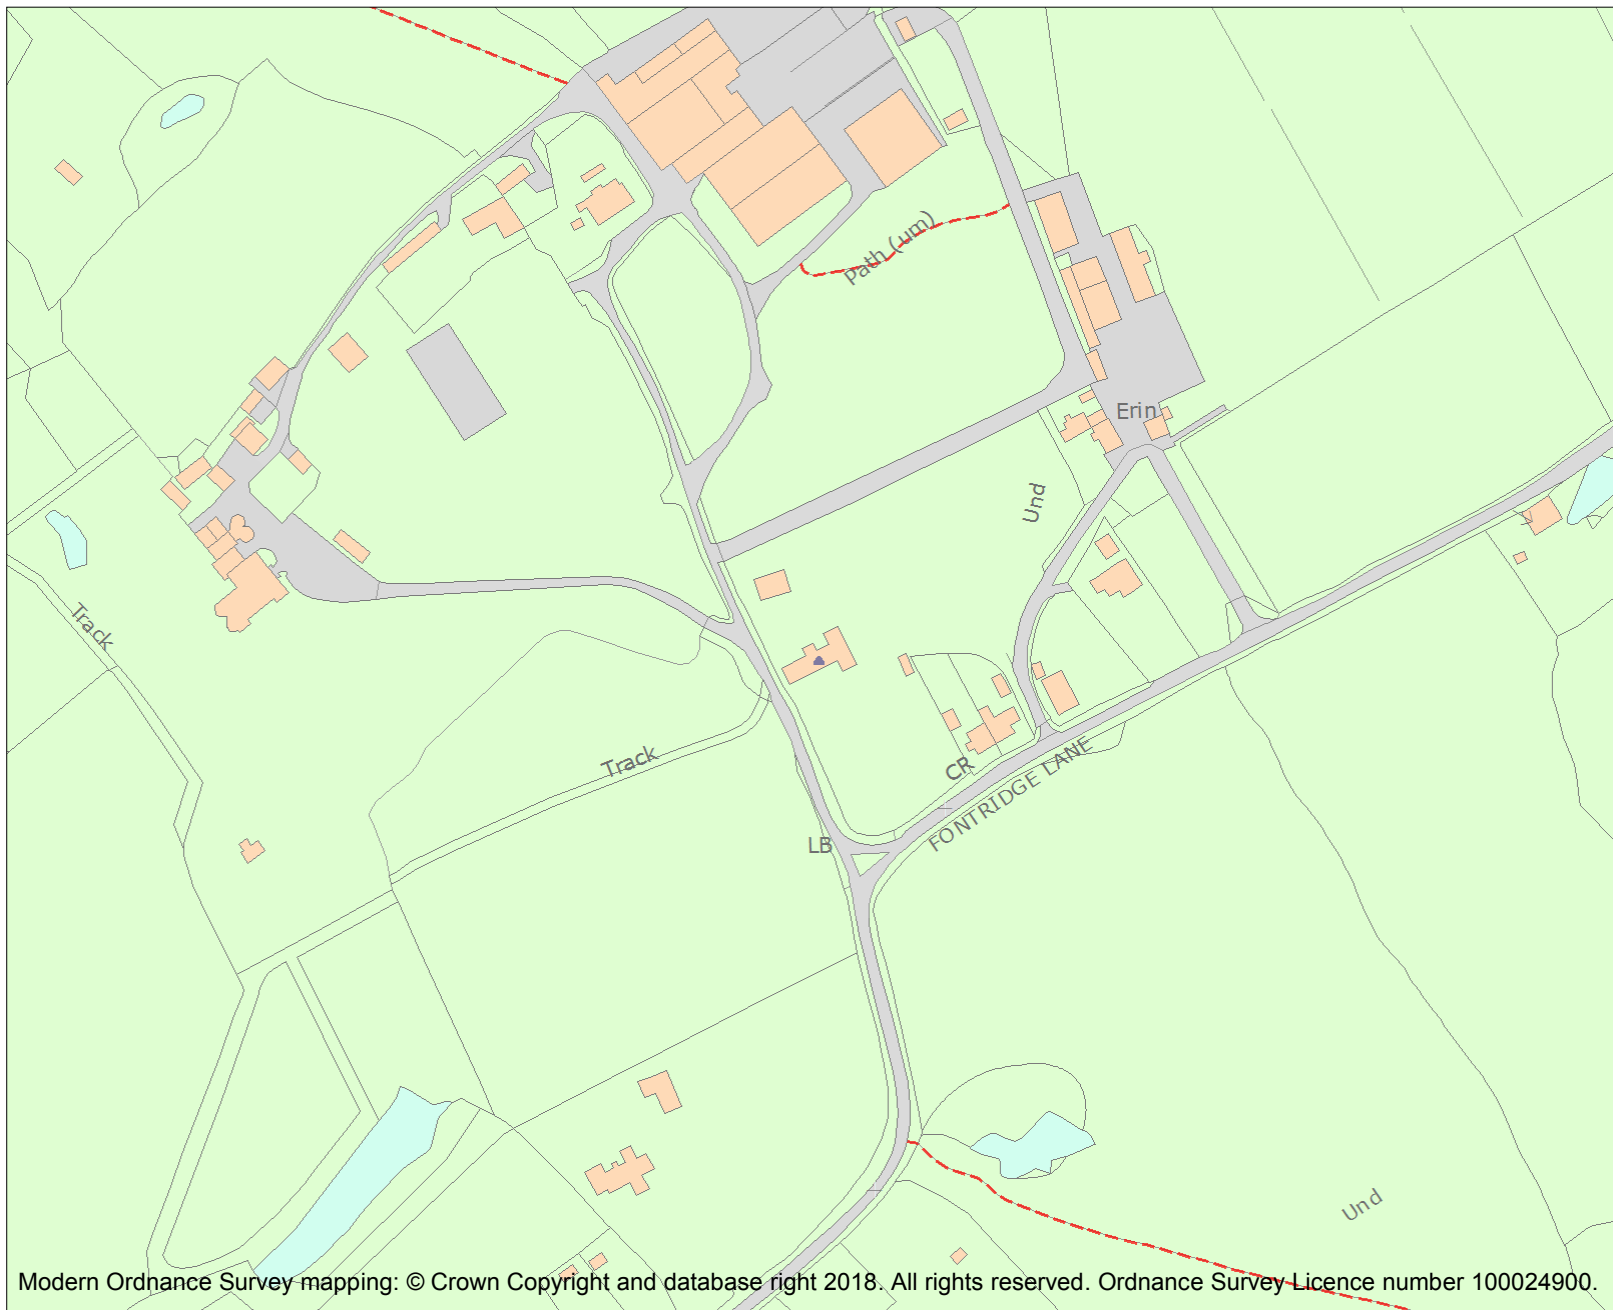 Path (um)
Erin
Und
Track
Track
CR
FONTRIDGE LANE
LB
Und
Modern Ordnance Survey mapping: © Crown Copyright and database right 2018. All rights reserved. Ordnance Survey Licence number 100024900.